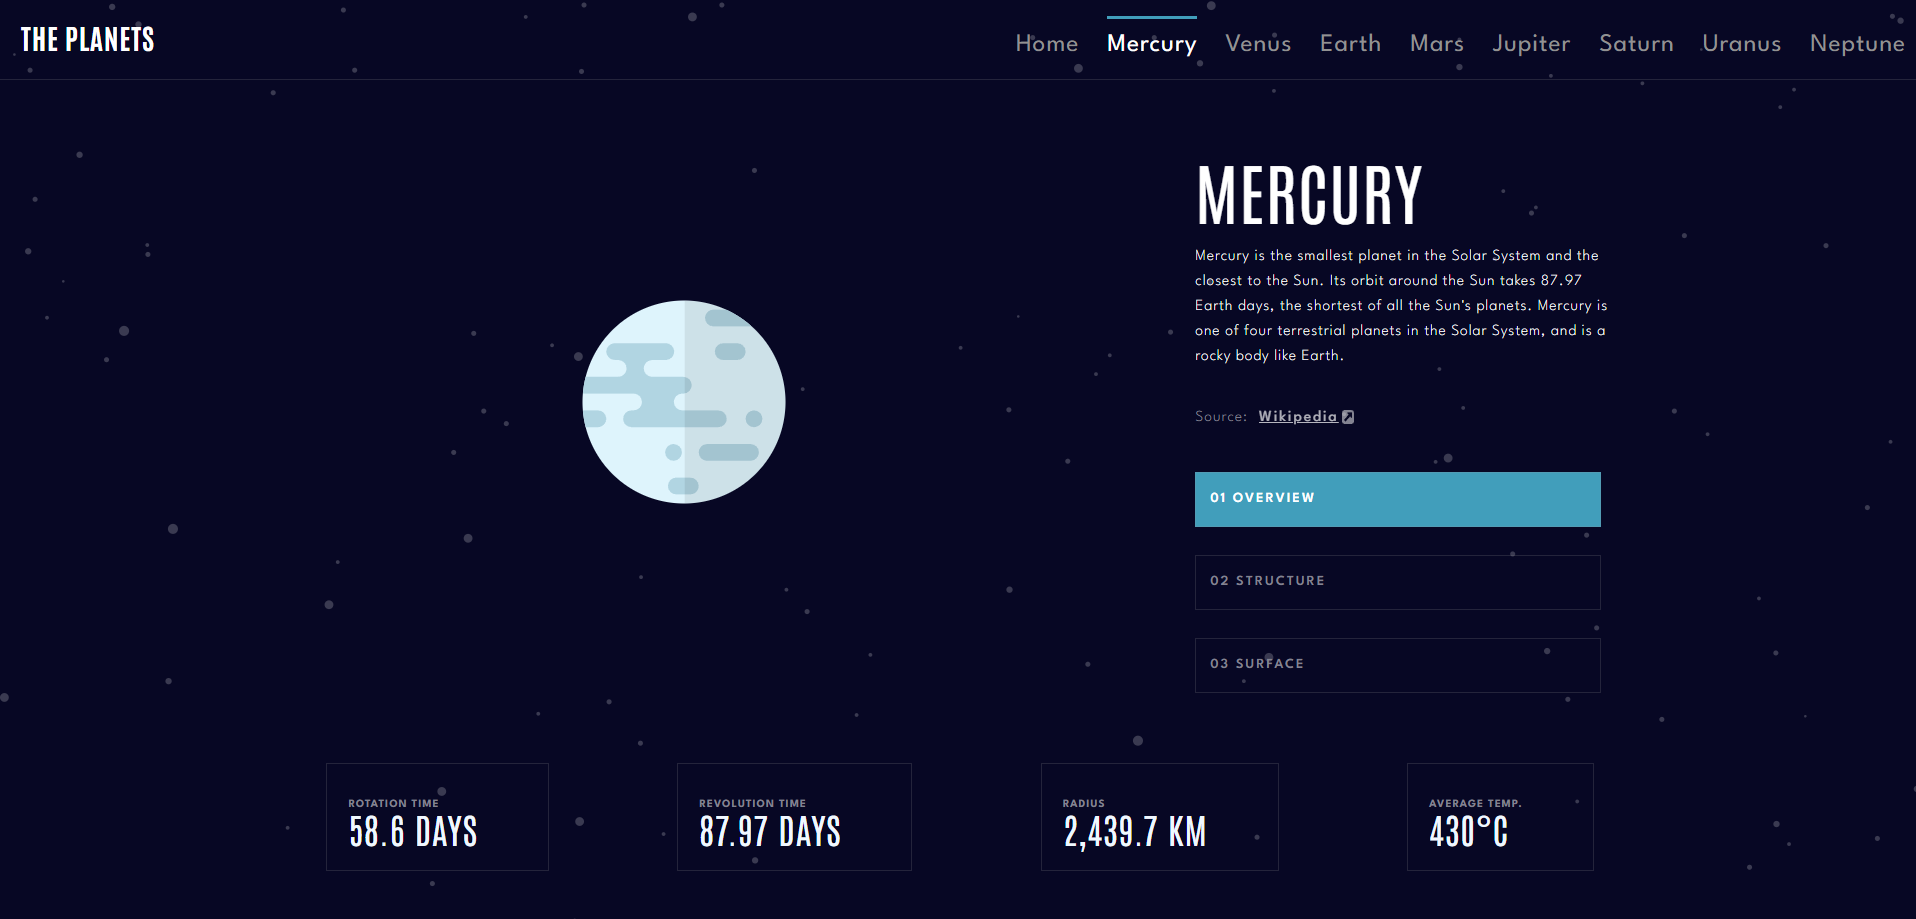 THE PLANETS
Home Mercury Venus Earth Mars Jupiter Saturn Uranus Neptune
MERCURY
Mercury is the smallest planet in the Solar System and the
closest to the Sun. Its orbit around the Sun takes 87.97
Earth days, the shortest of all the Sun's planets. Mercury is
one of four terrestrial planets in the Solar System, and is a
rocky body like Earth.
Source: Wikipedia
01 OVERVIEW
02 STRUCTURE
03 SURFACE
ROTATION TIME
58.6 DAYS
REVOLUTION TIME
87.97 DAYS
RADIUS
2,439.7 KM
AVERAGE TEMP.
430°C